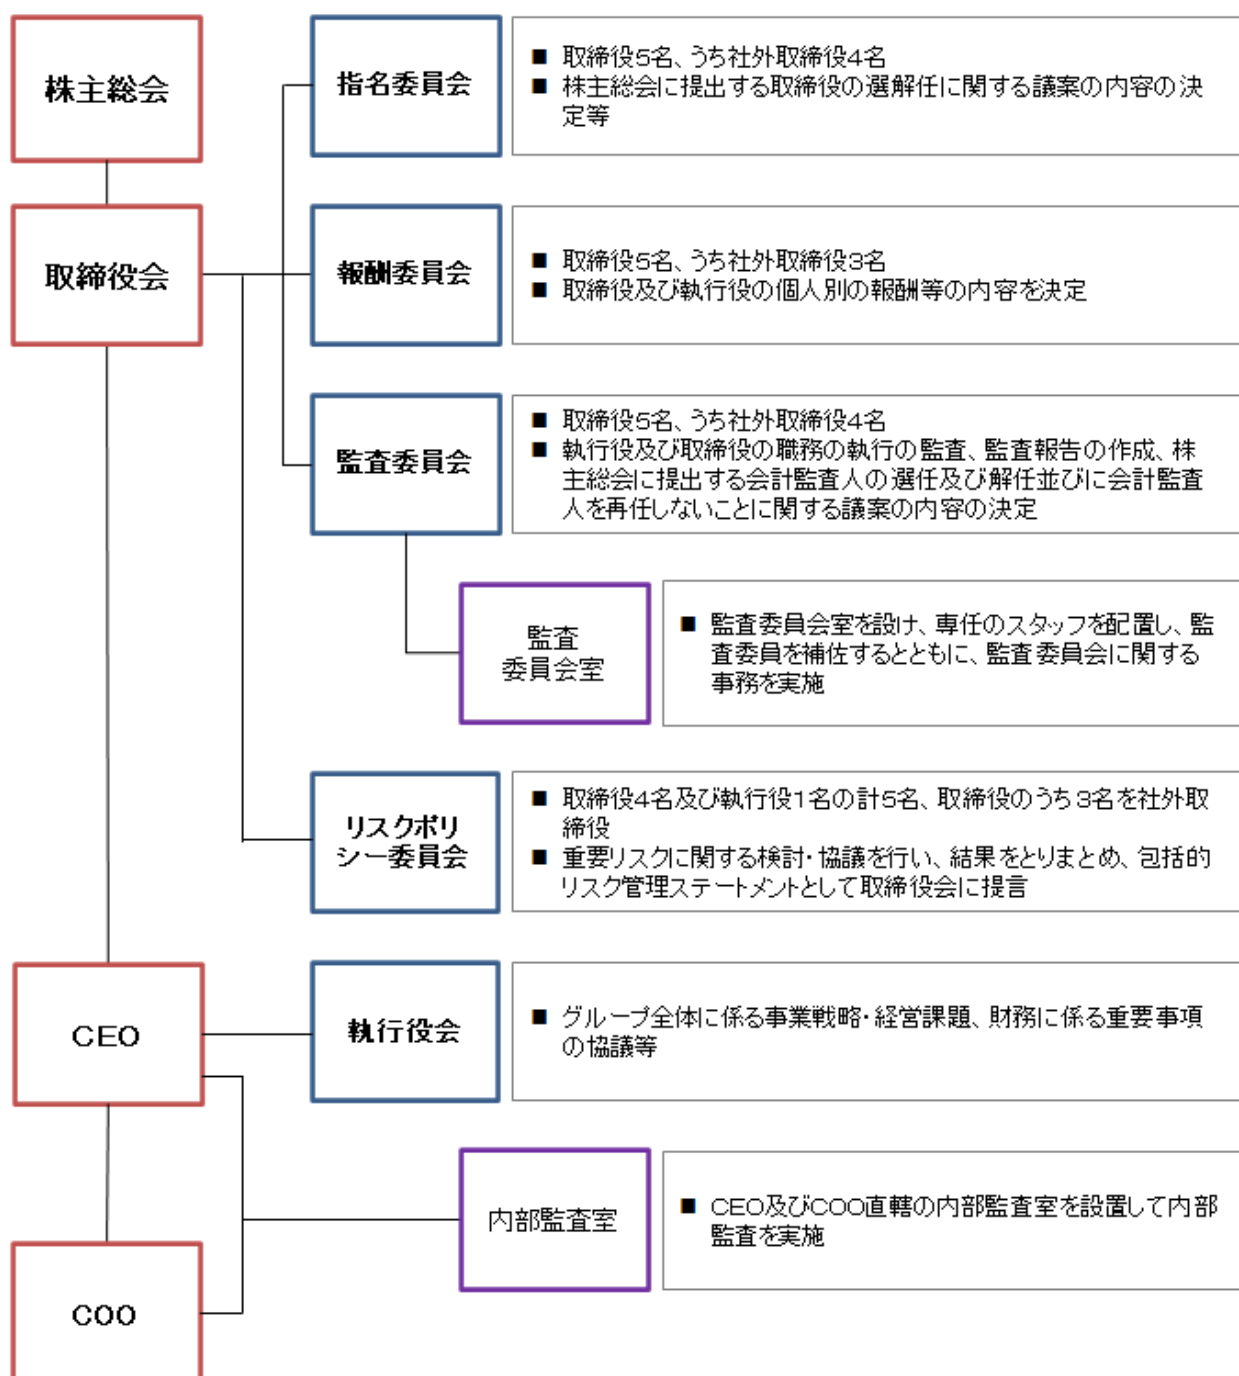 株主総会
指名委員会
■ 取締役5名、うち社外取締役4名
■ 株主総会に提出する取締役の選解任に関する議案の内容の決
定等
取締役会
報酬委員会
■ 取締役5名、うち社外取締役3名
■ 取締役及び執行役の個人別の報酬等の内容を決定
監査委員会
■ 取締役5名、うち社外取締役4名
■ 執行役及び取締役の職務の執行の監査、監査報告の作成、株
主総会に提出する会計監査人の選任及び解任並びに会計監査
人を再任しないことに関する議案の内容の決定
監査
委員会室
■ 監査委員会室を設け、専任のスタッフを配置し、監
査委員を補佐するとともに、監査委員会に関する
事務を実施
リスクポリ
シー委員会
■ 取締役4名及び執行役1名の計5名、取締役のうち3名を社外取
締役
■ 重要リスクに関する検討・協議を行い、結果をとりまとめ、包括的
リスク管理ステートメントとして取締役会に提言
CEO
執行役会
■ グループ全体に係る事業戦略・経営課題、財務に係る重要事項
の協議等
内部監査室
■ CEO及びCOO直轄の内部監査室を設置して内部
監査を実施
COO